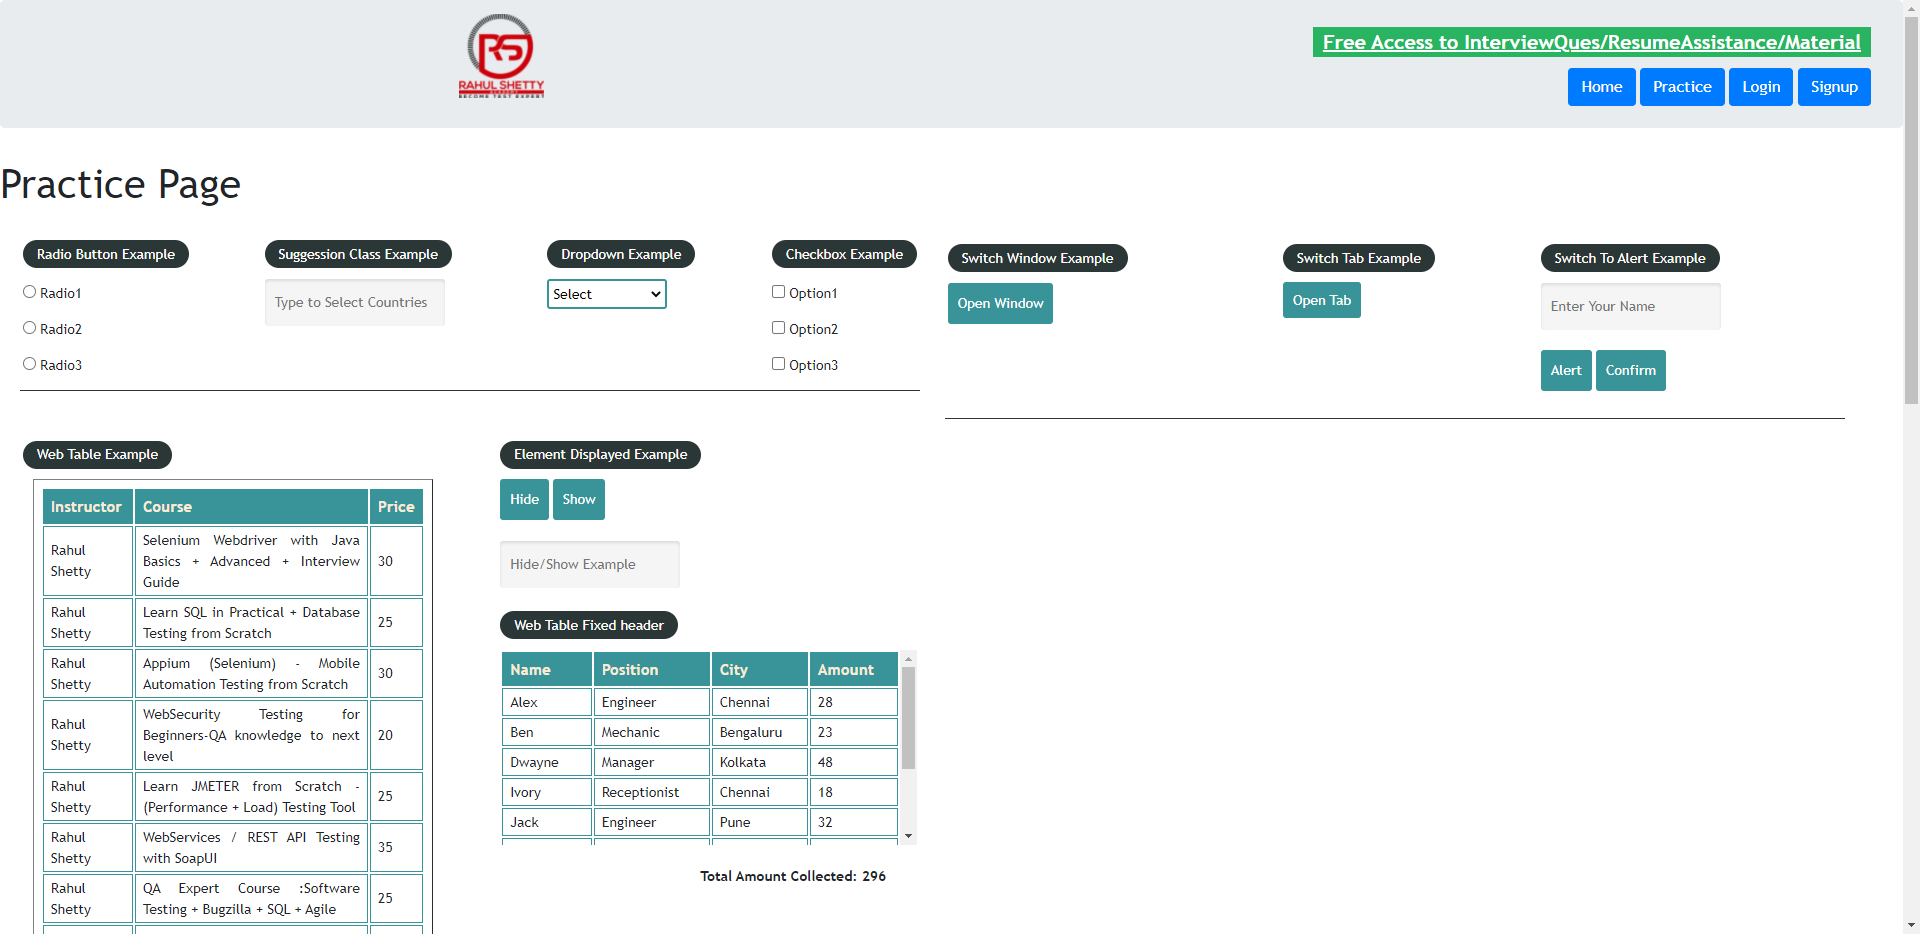 RAHUL SHETTY
ACADEMY
BECOME TEST EXPERT
Free Access to InterviewQues/ResumeAssistance/Material
Home Practice Login Signup
Practice Page
Radio Button Example
Radio1
Radio2
Radio3
Suggession Class Example
Type to Select Countries
Dropdown Example
Select
Checkbox Example
Option1
Option2
Option3
Switch Window Example
Open Window
Switch Tab Example
Open Tab
Switch To Alert Example
Enter Your Name
Alert Confirm
Web Table Example
Instructor Course Price
Rahul Shetty Selenium Webdriver with Java
Basics + Advanced + Interview
Guide 30
Rahul Shetty Learn SQL in Practical + Database
Testing from Scratch 25
Rahul Shetty Appium (Selenium) - Mobile
Automation Testing from Scratch 30
Rahul Shetty WebSecurity Testing for
Beginners-QA knowledge to next
level 20
Rahul Shetty Learn JMETER from Scratch -
(Performance + Load) Testing Tool 25
Rahul Shetty WebServices / REST API Testing
with SoapUI 35
Rahul Shetty QA Expert Course :Software
Testing + Bugzilla + SQL + Agile 25
Element Displayed Example
Hide Show
Hide/Show Example
Web Table Fixed header
Name Position City Amount
Alex Engineer Chennai 28
Ben Mechanic Bengaluru 23
Dwayne Manager Kolkata 48
Ivory Receptionist Chennai 18
Jack Engineer Pune 32
Total Amount Collected: 296